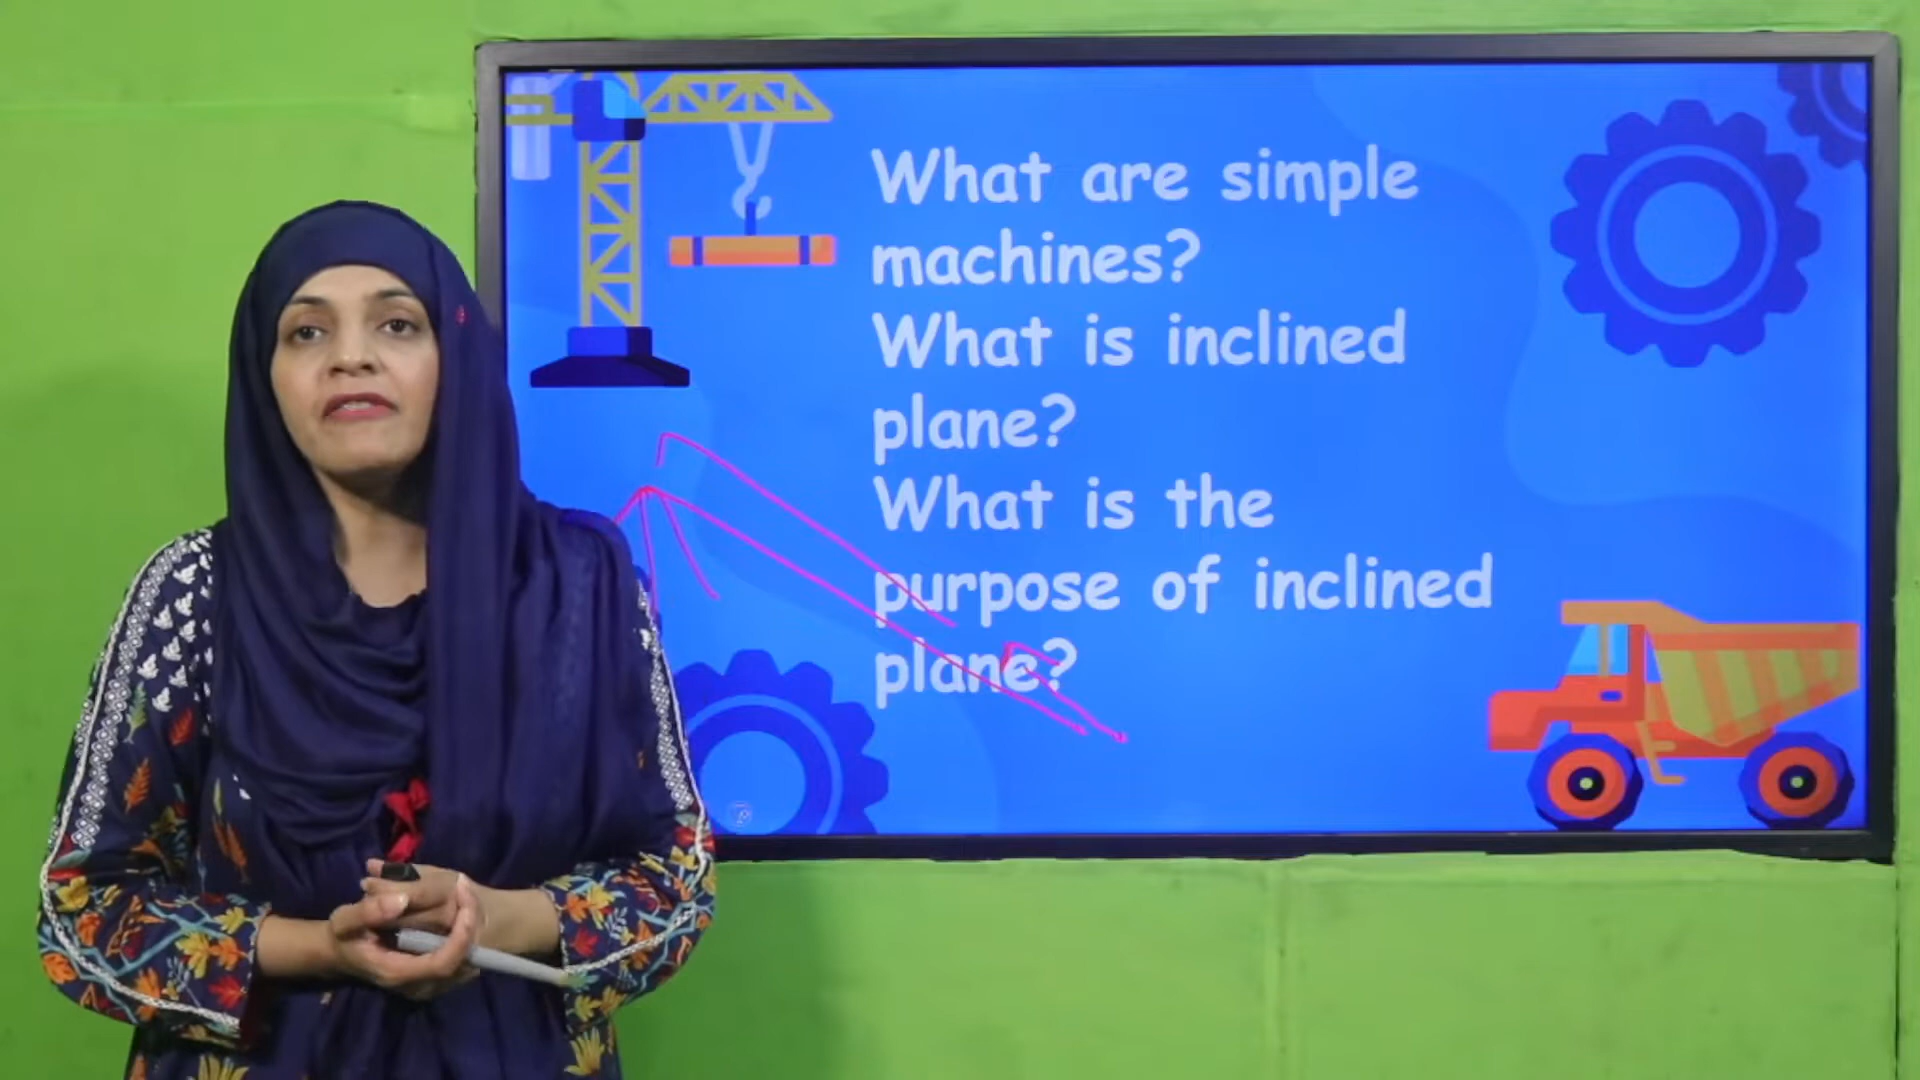 What are simple
machines?
What is inclined
plane?
What is the
purpose of inclined
plane?